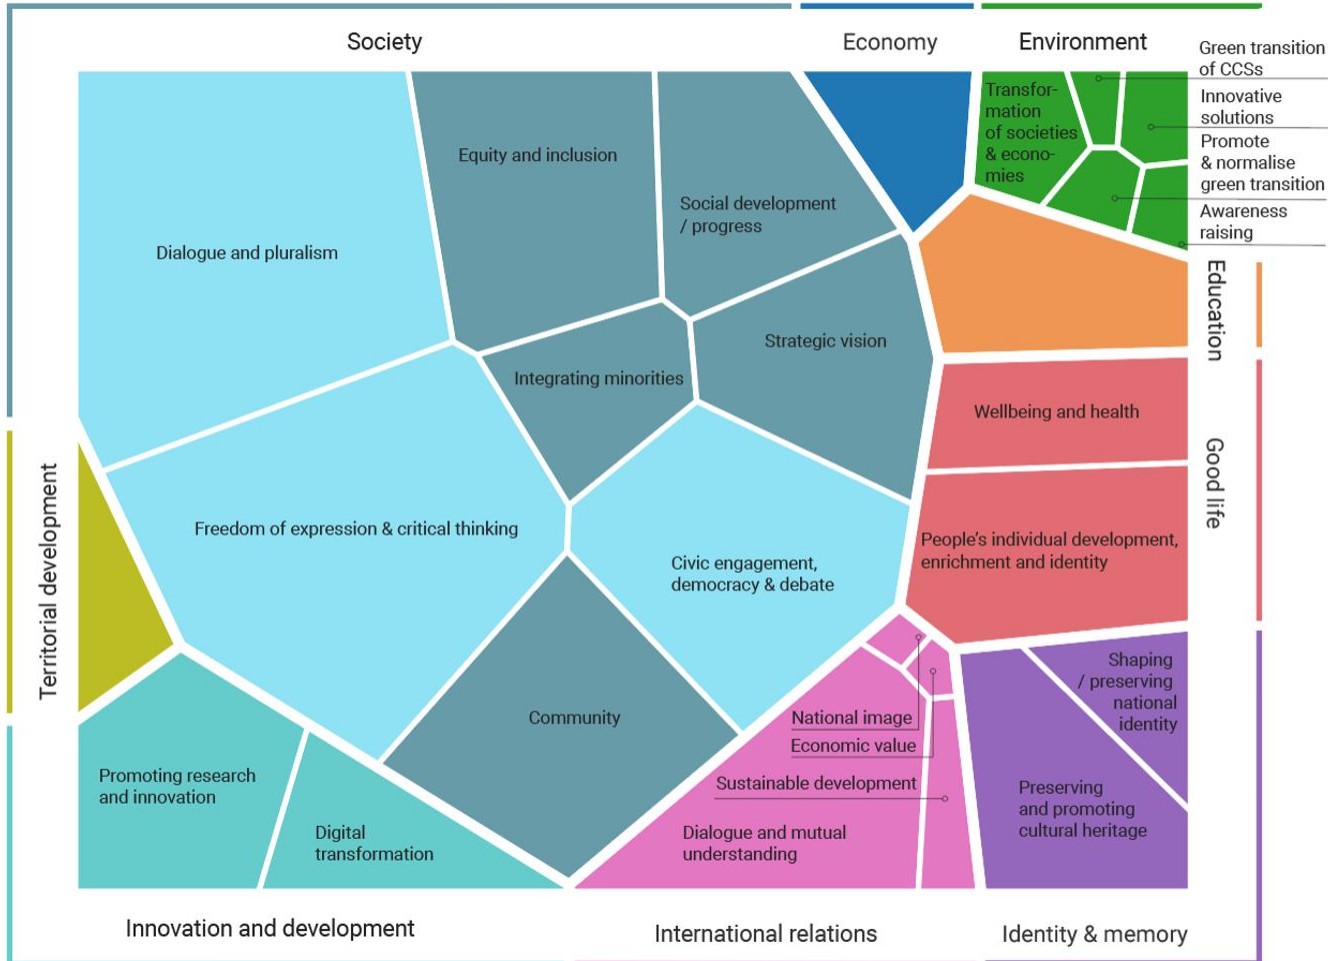 Society
Economy
Environment
Green transition
of CCSs
Innovative
solutions
Promote
& normalise
green transition
Awareness
raising
Transfor-
mation
of societies
& econo-
mies
Equity and inclusion
Social development
/ progress
Dialogue and pluralism
Strategic vision
Integrating minorities
Education
Wellbeing and health
Good life
Territorial development
Freedom of expression & critical thinking
People’s individual development,
enrichment and identity
Civic engagement,
democracy & debate
Shaping
/ preserving
national
identity
Community
National image
Economic value
Sustainable development
Promoting research
and innovation
Preserving
and promoting
cultural heritage
Digital
transformation
Dialogue and mutual
understanding
Innovation and development
International relations
Identity & memory